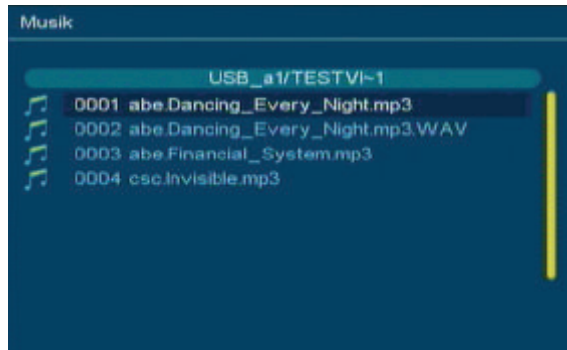 Musik
USB_a1/TESTVI~1
0001 abe.Dancing_Every_Night.mp3
0002 abe.Dancing_Every_Night.mp3.WAV
0003 abe.Financial_System.mp3
0004 csc.Invisible.mp3